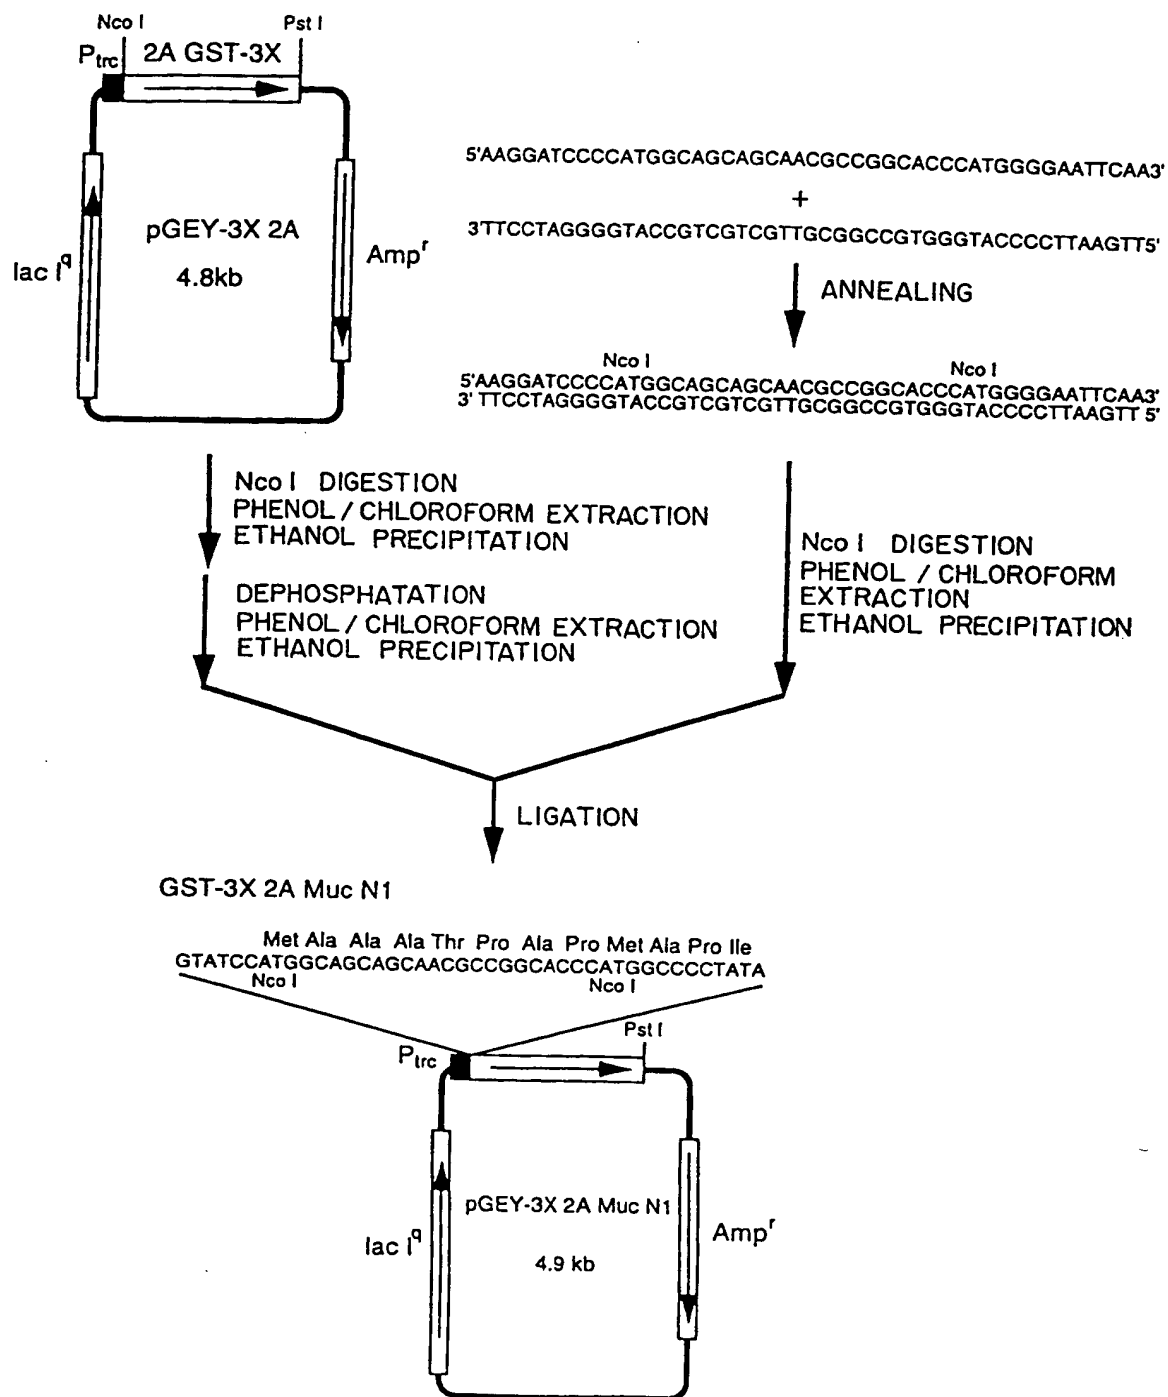 Nco I
Pst I
Ptrc
2A GST-3X
pGEY-3X 2A
4.8kb
lac Iq
Ampr
5'AAGGATCCCCATGGCAGCAGCAACGCCGGCACCCATGGGGAATTCAA3'
+
3'TTCCTAGGGGTACCGTCGTCGTTGCGGCCGTGGGTACCCCTTAAGTT5'
ANNEALING
Nco I
Nco I
5'AAGGATCCCCATGGCAGCAGCAACGCCGGCACCCATGGGGAATTCAA3'
3' TTCCTAGGGGTACCGTCGTCGTTGCGGCCGTGGGTACCCCTTAAGTT 5'
Nco I DIGESTION
PHENOL / CHLOROFORM EXTRACTION
ETHANOL PRECIPITATION
DEPHOSPHATATION
PHENOL / CHLOROFORM EXTRACTION
ETHANOL PRECIPITATION
Nco I DIGESTION
PHENOL / CHLOROFORM
EXTRACTION
ETHANOL PRECIPITATION
LIGATION
GST-3X 2A Muc N1
Met Ala Ala Ala Thr Pro Ala Pro Met Ala Pro Ile
GTATCCATGGCAGCAGCAACGCCGGCACCCATGGCCCCTATA
Nco I
Nco I
Pst I
Ptrc
pGEY-3X 2A Muc N1
4.9 kb
lac Iq
Ampr